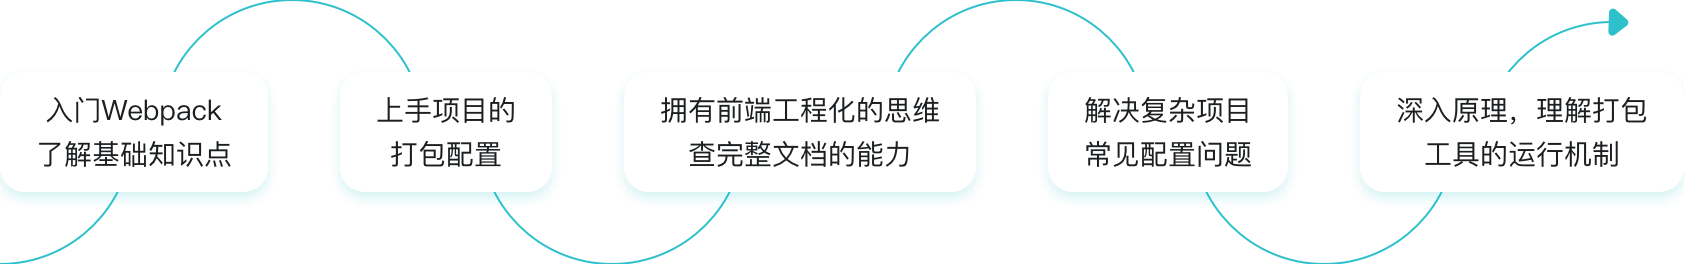 入门Webpack
了解基础知识点
上手项目的
打包配置
拥有前端工程化的思维
查完整文档的能力
解决复杂项目
常见配置问题
深入原理，理解打包
工具的运行机制